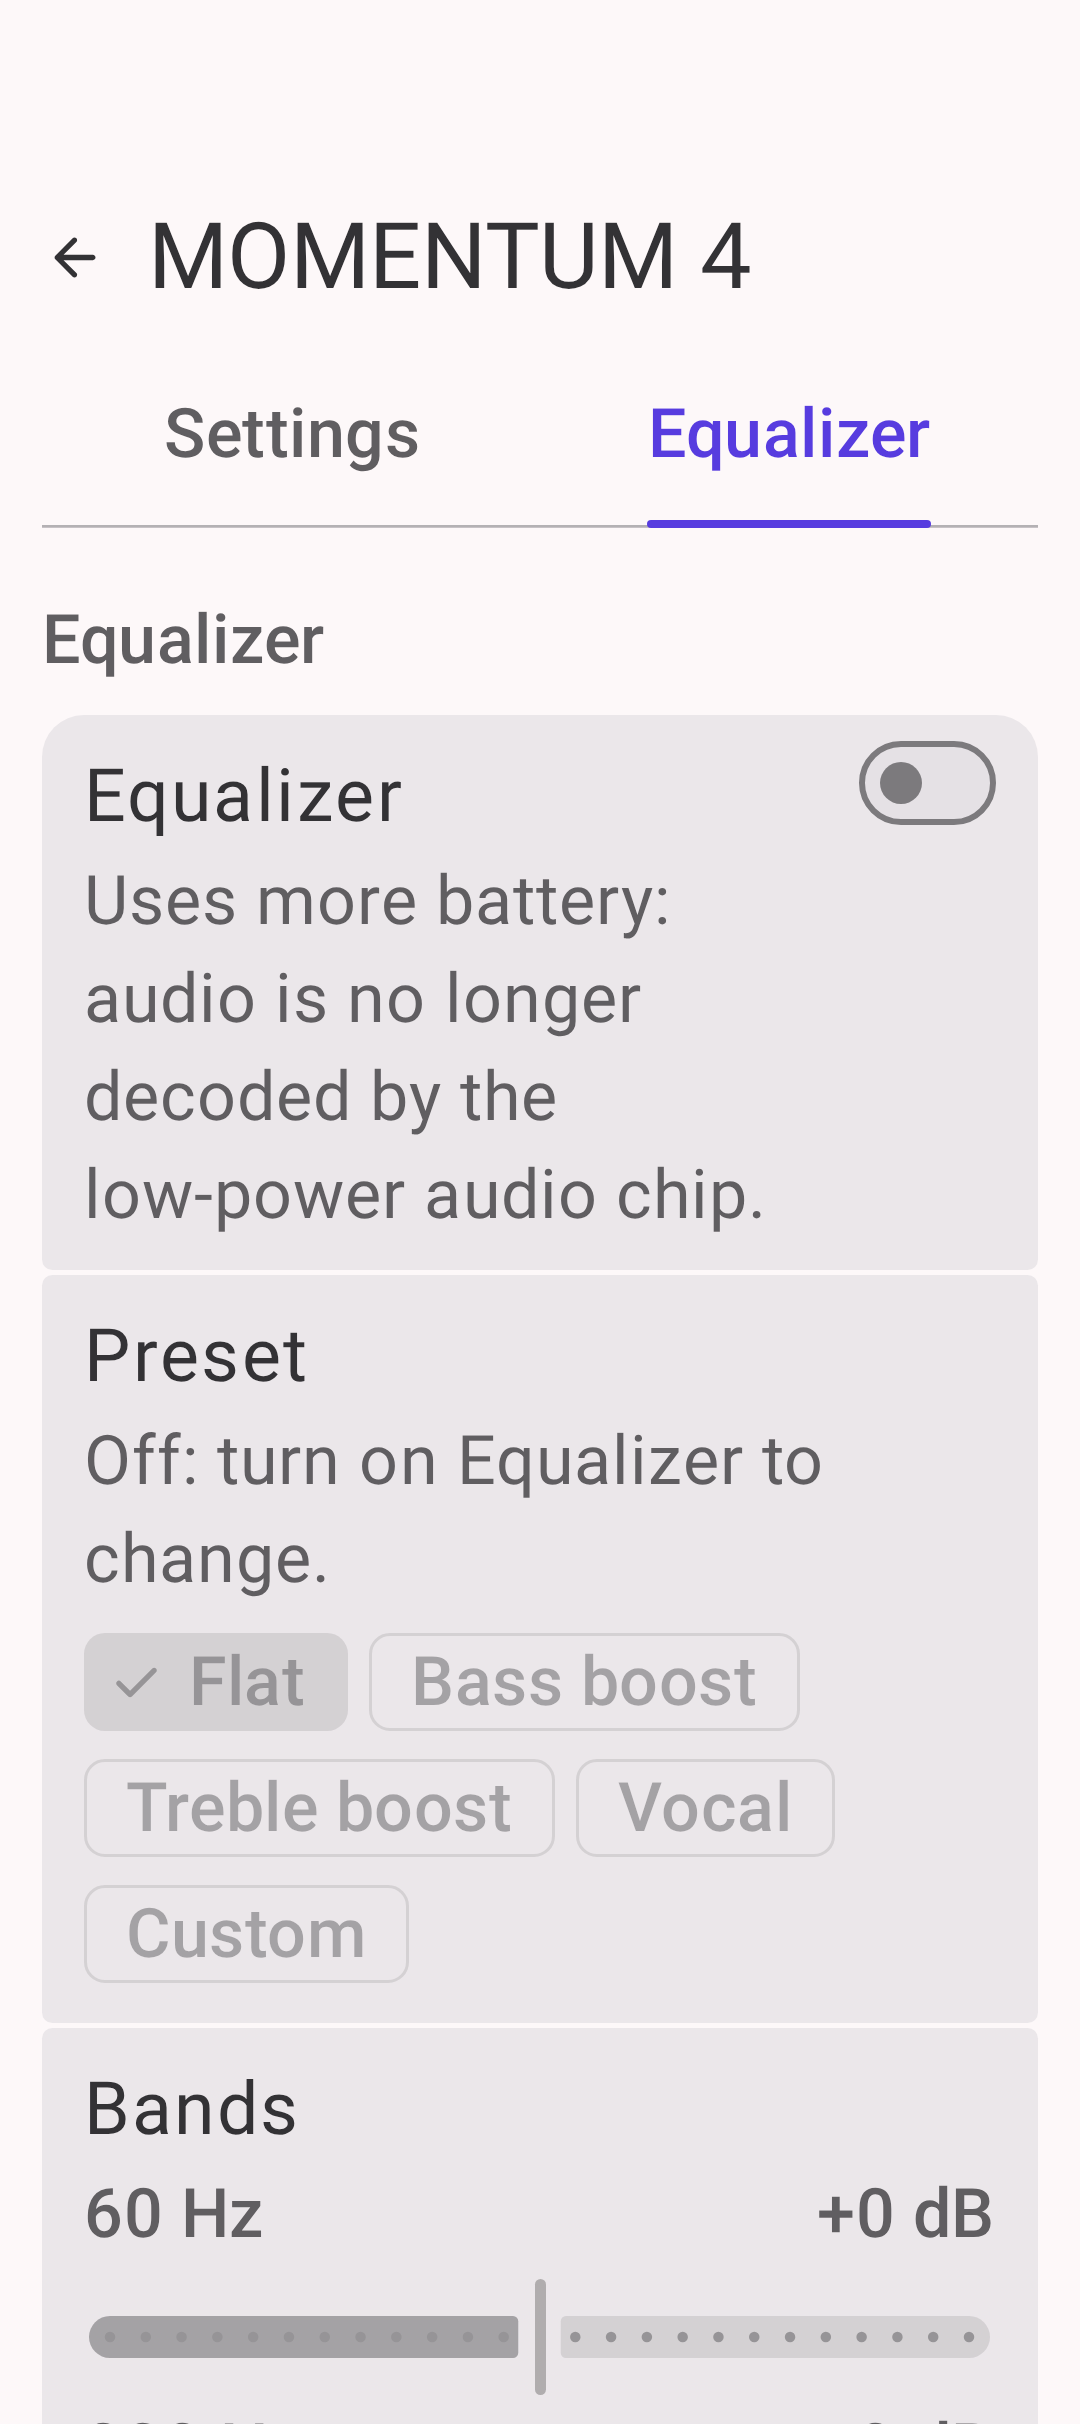 MOMENTUM 4
Settings
Equalizer
Equalizer
Equalizer
Uses more battery:
audio is no longer
decoded by the
low-power audio chip.
Preset
Off: turn on Equalizer to
change.
Flat
Bass boost
Treble boost
Vocal
Custom
Bands
60 Hz
+0 dB